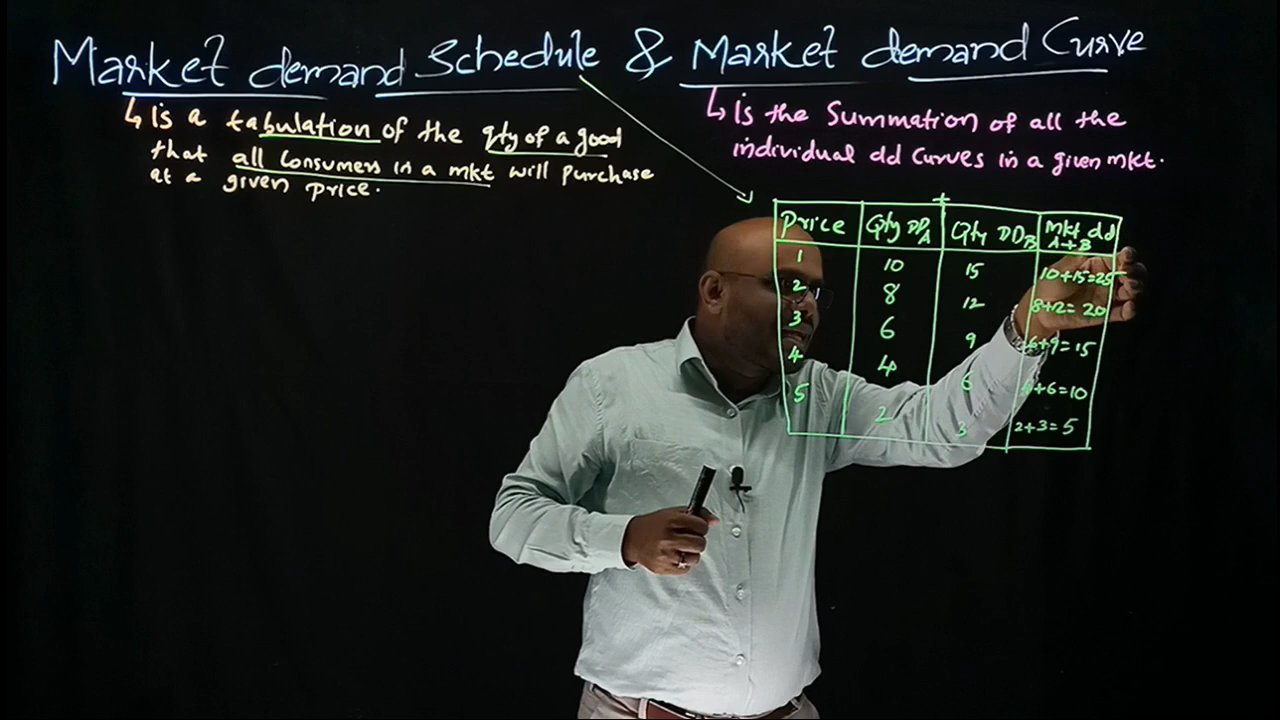 Market demand Schedule & Market demand Curve
↳ Is a tabulation of the qty of a good
that all Consumers in a mkt will purchase
at a given price.
↳ Is the Summation of all the
individual dd Curves in a given mkt.
+
Price Qty DD_A Qty DD_B Mkt dd A+B
1 10 15 10+15=25
2 8 12 8+12=20
3 6 9 6+9=15
4 4 6 4+6=10
5 2 3 2+3=5